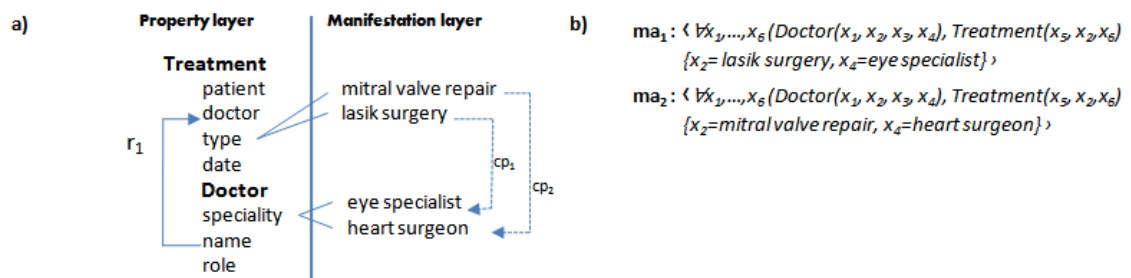 a)
Property layer
Manifestation layer
Treatment
patient
doctor
type
date
Doctor
speciality
name
role
r₁
mitral valve repair
lasik surgery
eye specialist
heart surgeon
cp₁
cp₂
b)
ma₁: ‹ ∀x₁,...,x₆ (Doctor(x₁, x₂, x₃, x₄), Treatment(x₅, x₂,x₆)
{x₂= lasik surgery, x₄=eye specialist} ›
ma₂: ‹ ∀x₁,...,x₆ (Doctor(x₁, x₂, x₃, x₄), Treatment(x₅, x₂,x₆)
{x₂=mitral valve repair, x₄=heart surgeon} ›